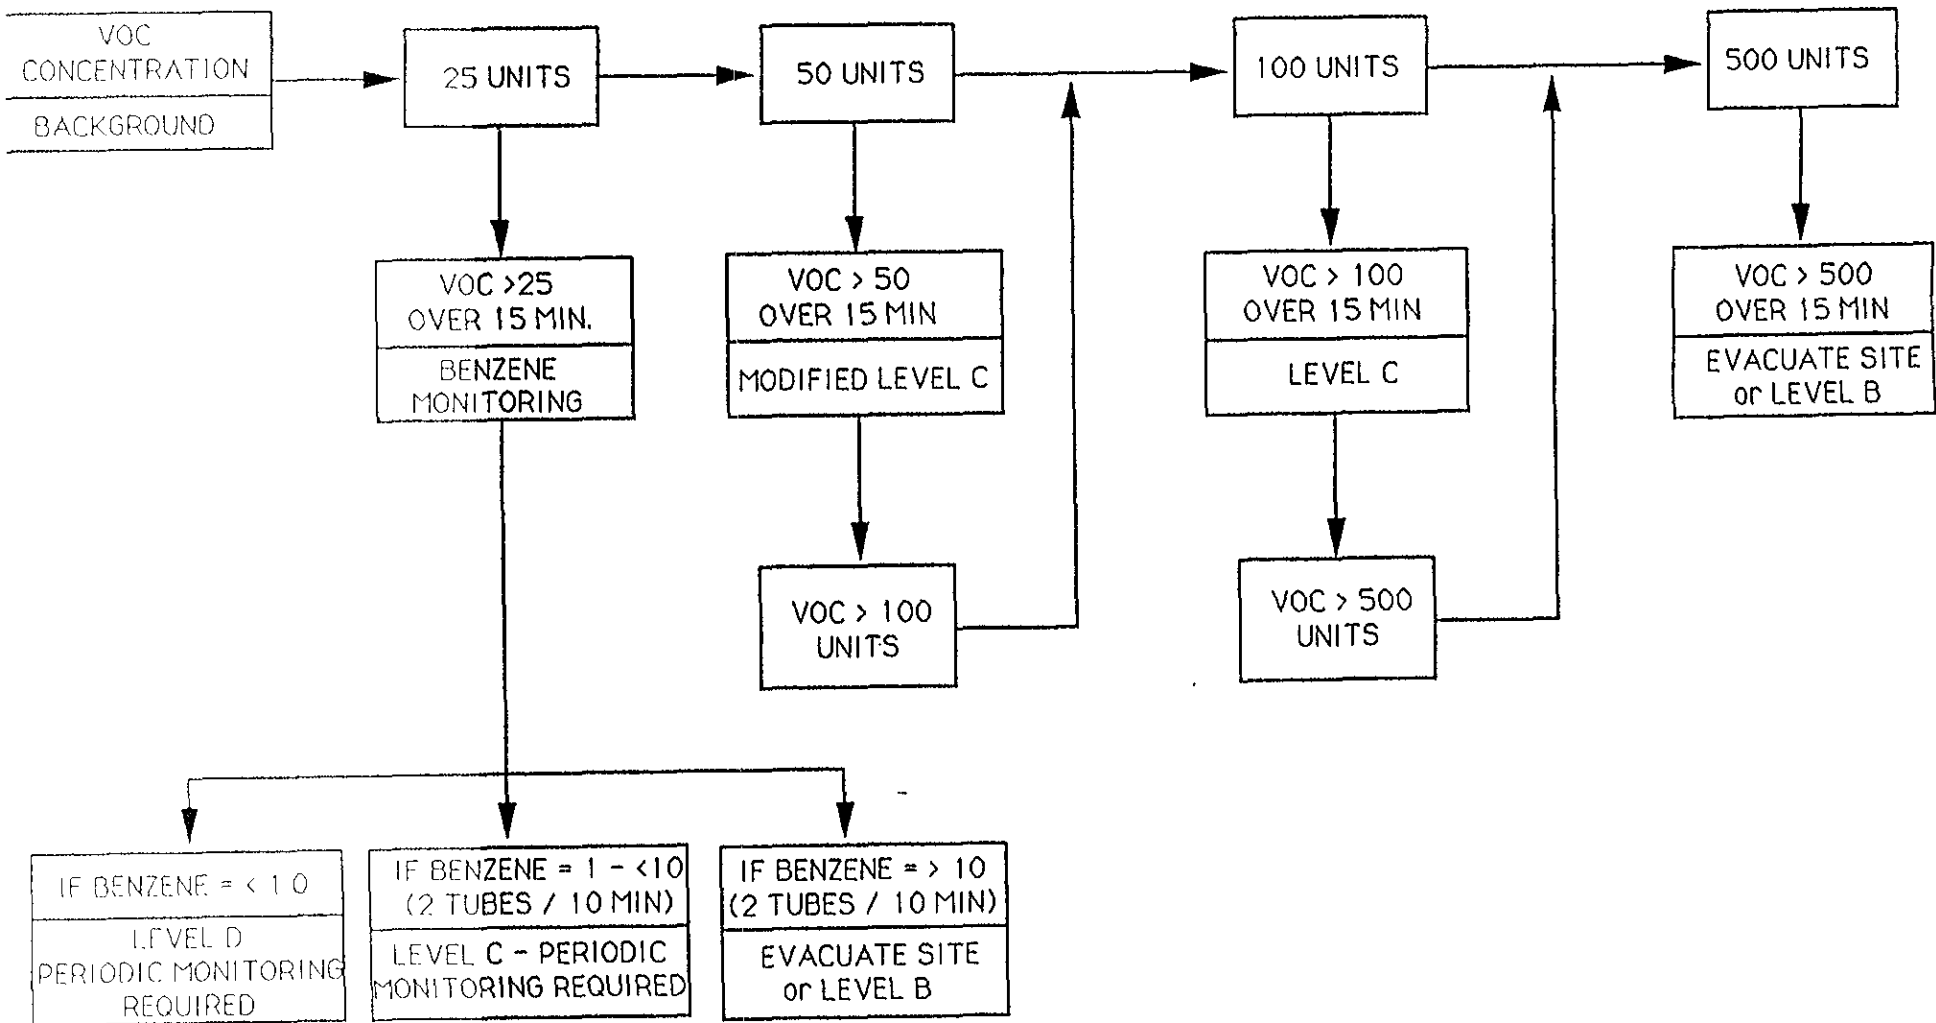 VOC
CONCENTRATION
BACKGROUND
25 UNITS
50 UNITS
100 UNITS
500 UNITS
VOC >25
OVER 15 MIN.
BENZENE
MONITORING
VOC > 50
OVER 15 MIN
MODIFIED LEVEL C
VOC > 100
OVER 15 MIN
LEVEL C
VOC > 500
OVER 15 MIN
EVACUATE SITE
or LEVEL B
VOC > 100
UNITS
VOC > 500
UNITS
IF BENZENE = < 1 0
LEVEL D
PERIODIC MONITORING
REQUIRED
IF BENZENE = 1 - <10
(2 TUBES / 10 MIN)
LEVEL C - PERIODIC
MONITORING REQUIRED
IF BENZENE = > 10
(2 TUBES / 10 MIN)
EVACUATE SITE
or LEVEL B